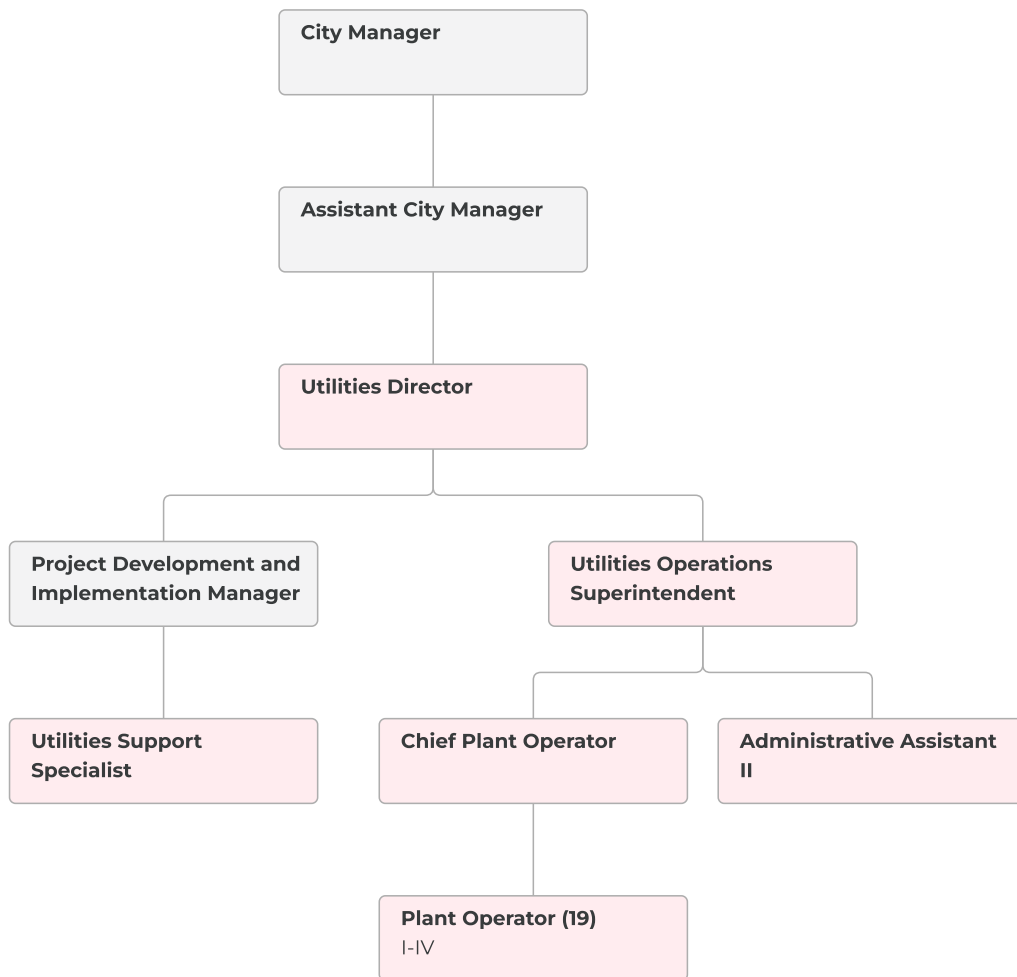 City Manager
Assistant City Manager
Utilities Director
Project Development and
Implementation Manager
Utilities Operations
Superintendent
Utilities Support
Specialist
Chief Plant Operator
Administrative Assistant
II
Plant Operator (19)
I-IV